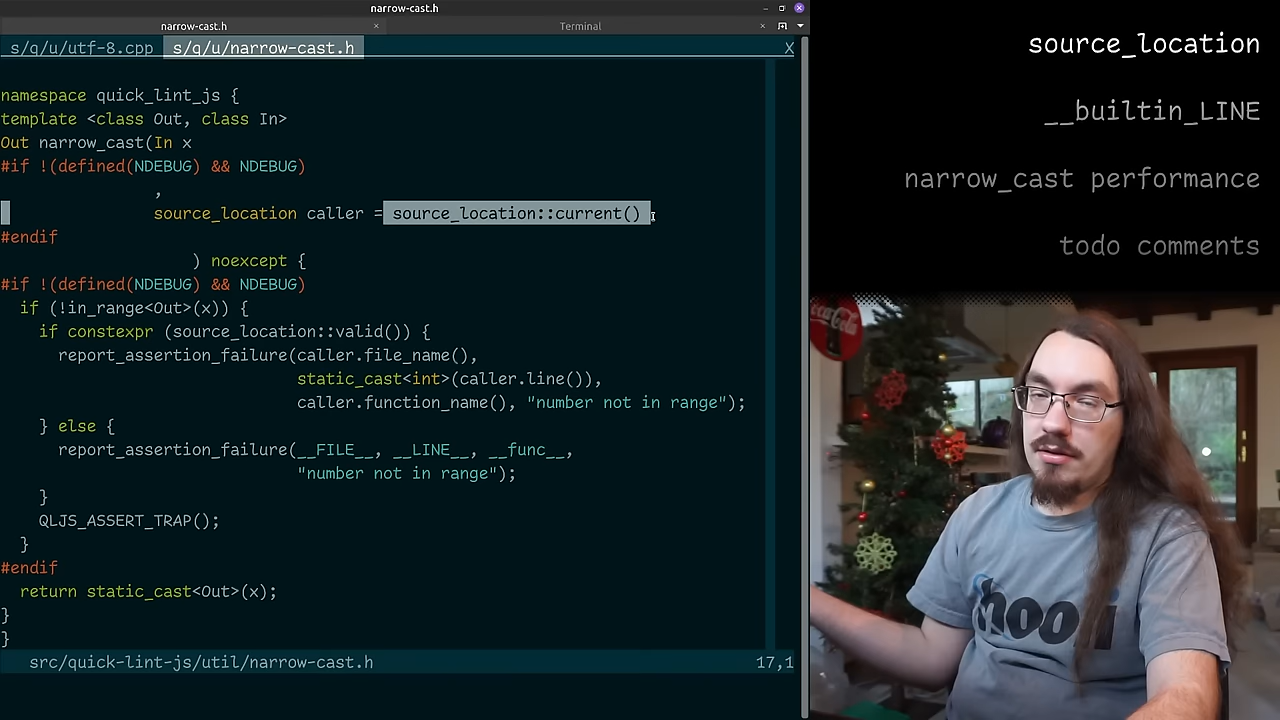 narrow-cast.h
narrow-cast.h
Terminal
s/q/u/utf-8.cpp s/q/u/narrow-cast.h X
namespace quick_lint_js {
template <class Out, class In>
Out narrow_cast(In x
#if !(defined(NDEBUG) && NDEBUG)
,
source_location caller = source_location::current()
#endif
) noexcept {
#if !(defined(NDEBUG) && NDEBUG)
if (!in_range<Out>(x)) {
if constexpr (source_location::valid()) {
report_assertion_failure(caller.file_name(),
static_cast<int>(caller.line()),
caller.function_name(), "number not in range");
} else {
report_assertion_failure(__FILE__, __LINE__, __func__,
"number not in range");
}
QLJS_ASSERT_TRAP();
}
#endif
return static_cast<Out>(x);
}
}
src/quick-lint-js/util/narrow-cast.h 17,1
source_location
__builtin_LINE
narrow_cast performance
todo comments
Coca-Cola